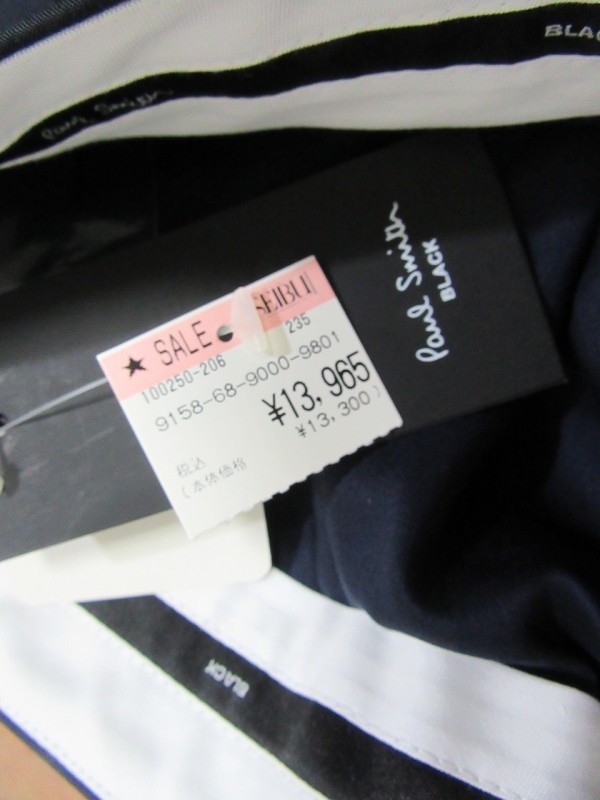 BLAC
Paul Smith
Paul Smith
BLACK
★ SALE SEIBU
100250-206 235
9158-68-9000-9801
¥13,965
¥13,300)
税込
(本体価格
BLACK